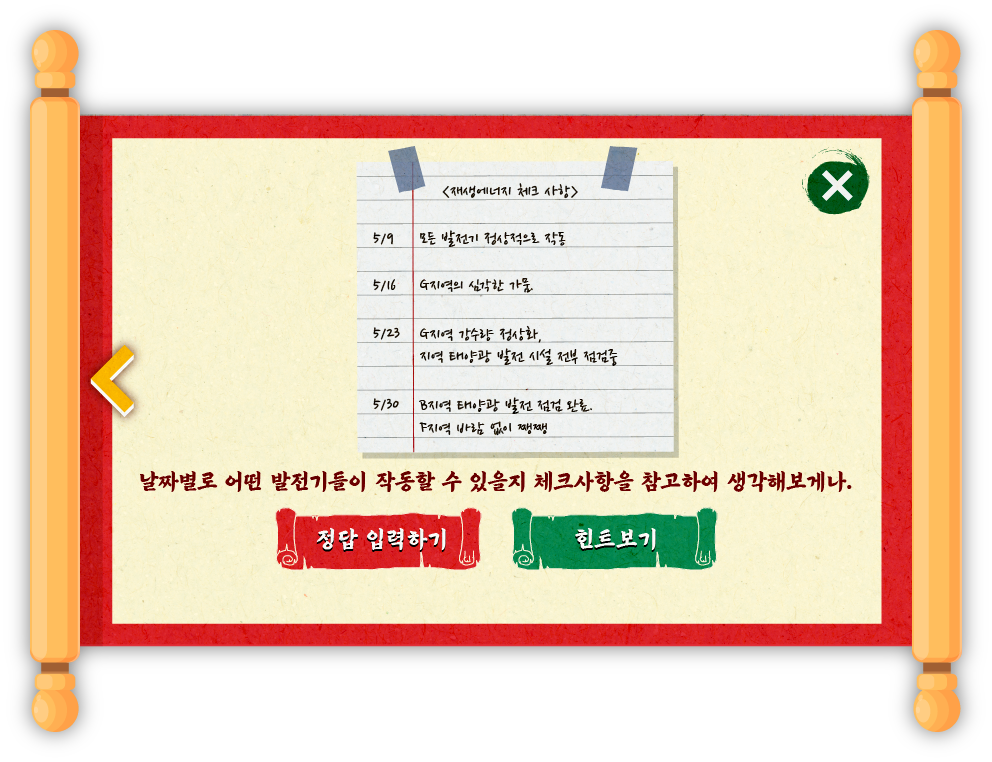 <재생에너지 체크 사항>
5/9 모든 발전기 정상적으로 작동
5/16 G지역의 심각한 가뭄
5/23 G지역 강수량 정상화,
지역 태양광 발전 시설 전부 점검중
5/30 B지역 태양광 발전 점검 완료.
F지역 바람 없이 쨍쨍
날짜별로 어떤 발전기들이 작동할 수 있을지 체크사항을 참고하여 생각해보게나.
정답 입력하기
힌트보기